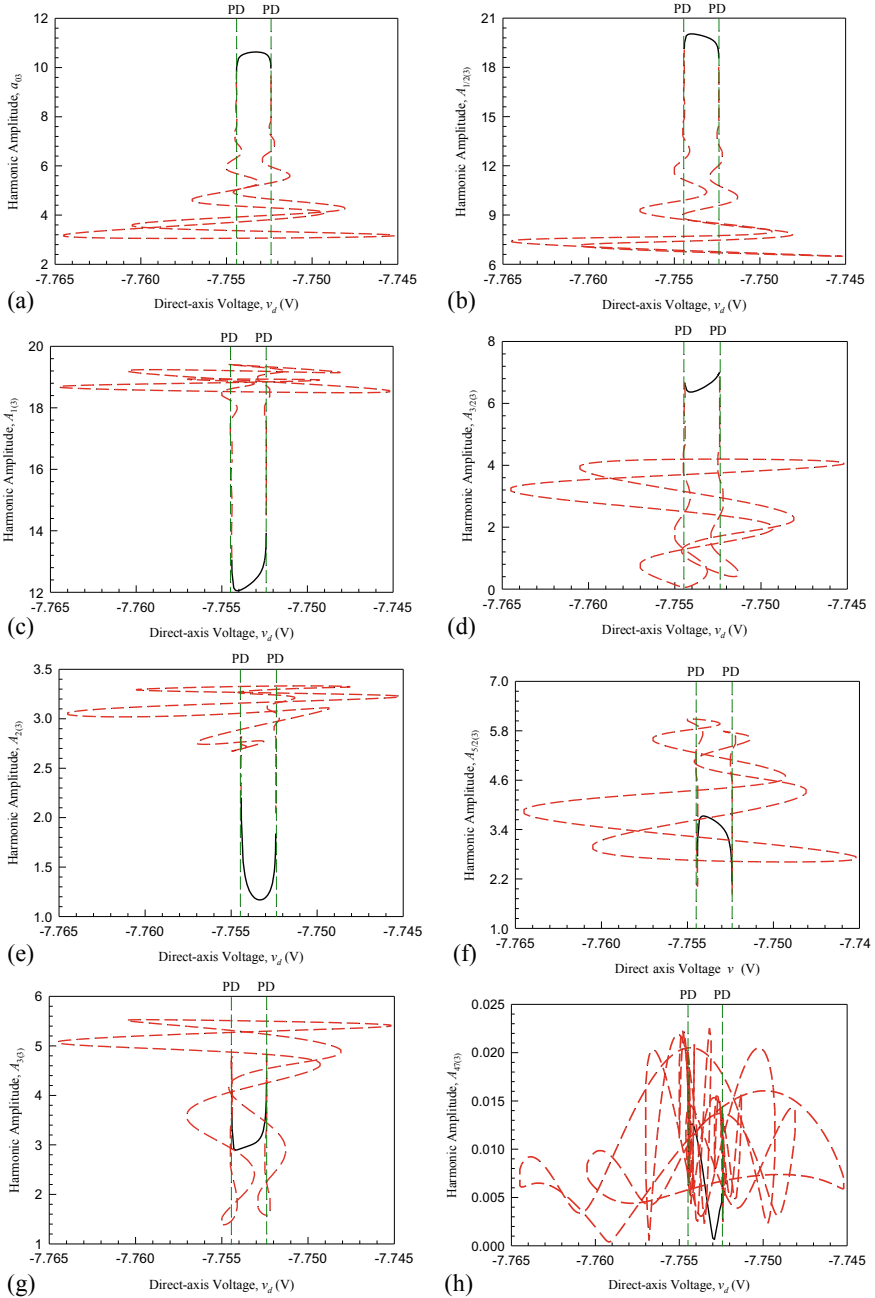 PD PD
12
10
8
6
4
2
Harmonic Amplitude, a03
-7.765 -7.760 -7.755 -7.750 -7.745
Direct-axis Voltage, vd (V)
(a)
PD PD
21
18
15
12
9
6
Harmonic Amplitude, A1/2(3)
-7.765 -7.760 -7.755 -7.750 -7.745
Direct-axis Voltage, vd (V)
(b)
PD PD
20
18
16
14
12
Harmonic Amplitude, A1(3)
-7.765 -7.760 -7.755 -7.750 -7.745
Direct-axis Voltage, vd (V)
(c)
PD PD
8
6
4
2
0
Harmonic Amplitude, A3/2(3)
-7.765 -7.760 -7.755 -7.750 -7.745
Direct-axis Voltage, vd (V)
(d)
PD PD
3.5
3.0
2.5
2.0
1.5
1.0
Harmonic Amplitude, A2(3)
-7.765 -7.760 -7.755 -7.750 -7.745
Direct-axis Voltage, vd (V)
(e)
PD PD
7.0
5.8
4.6
3.4
2.2
1.0
Harmonic Amplitude, A5/2(3)
-7.765 -7.760 -7.755 -7.750 -7.74
Direct axis Voltage v (V)
(f)
PD PD
6
5
4
3
2
1
Harmonic Amplitude, A3(3)
-7.765 -7.760 -7.755 -7.750 -7.745
Direct-axis Voltage, vd (V)
(g)
PD PD
0.025
0.020
0.015
0.010
0.005
0.000
Harmonic Amplitude, A47(3)
-7.765 -7.760 -7.755 -7.750 -7.745
Direct-axis Voltage, vd (V)
(h)